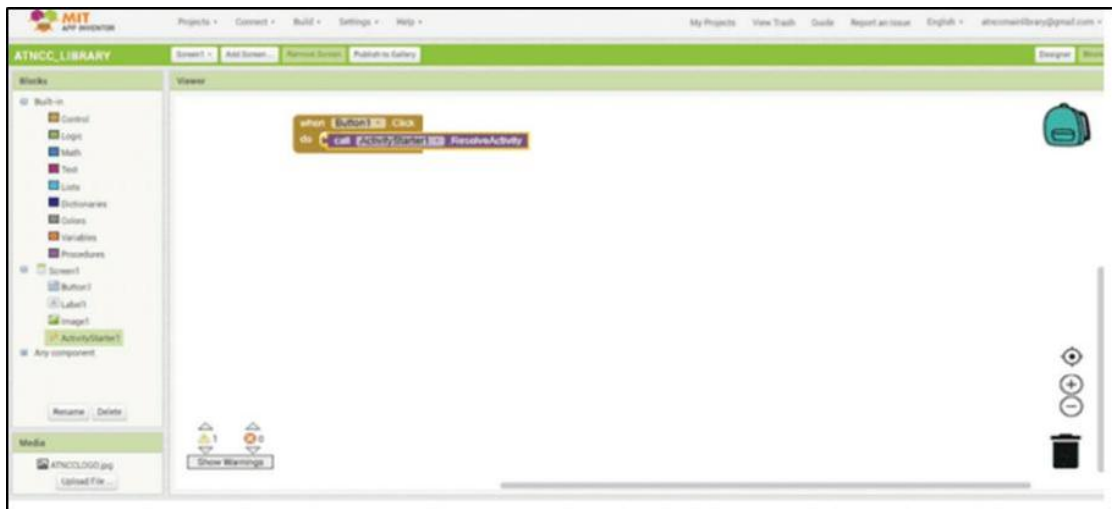 MIT
APP INVENTOR
Projects Connect Build Settings Help My Projects View Trash Guide Report an Issue English atnccmainlibrary@gmail.com
ATNCC_LIBRARY Screen1 Add Screen... Remove Screen Publish to Gallery Designer
Blocks Viewer
Built-in
Control
Logic
Math
Text
Lists
Dictionaries
Colors
Variables
Procedures
Screen1
Button1
Label1
Image1
ActivityStarter1
Any component
Rename Delete
Media
ATNCCLOGO.jpg
Upload File ...
when Button1 .Click
do call ActivityStarter1 .ResolveActivity
1 0
Show Warnings